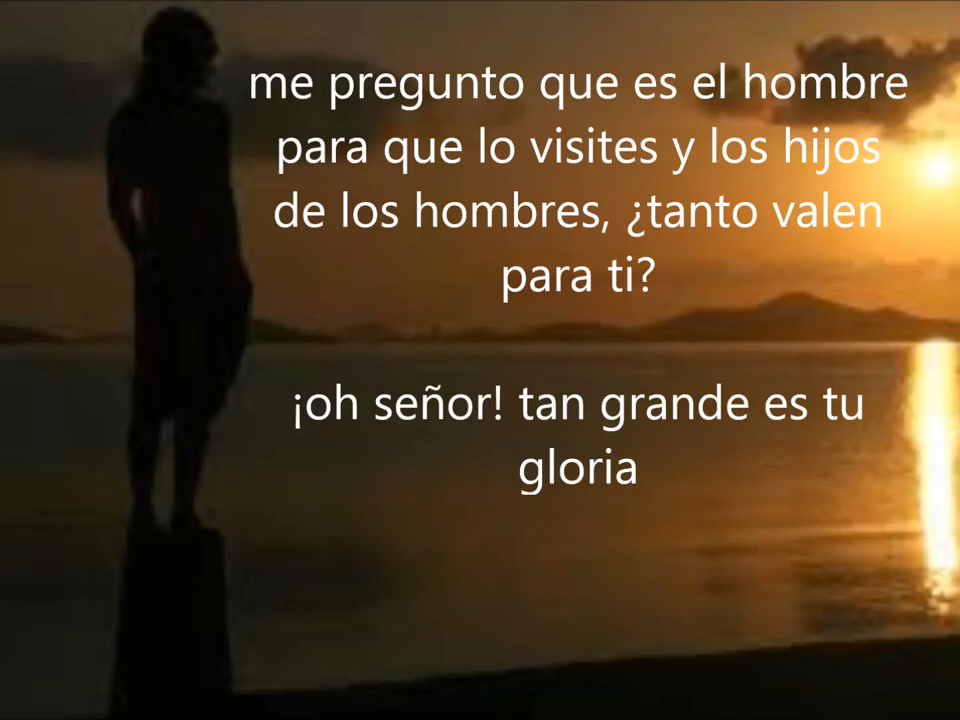 me pregunto que es el hombre
para que lo visites y los hijos
de los hombres, ¿tanto valen
para ti?
¡oh señor! tan grande es tu
gloria